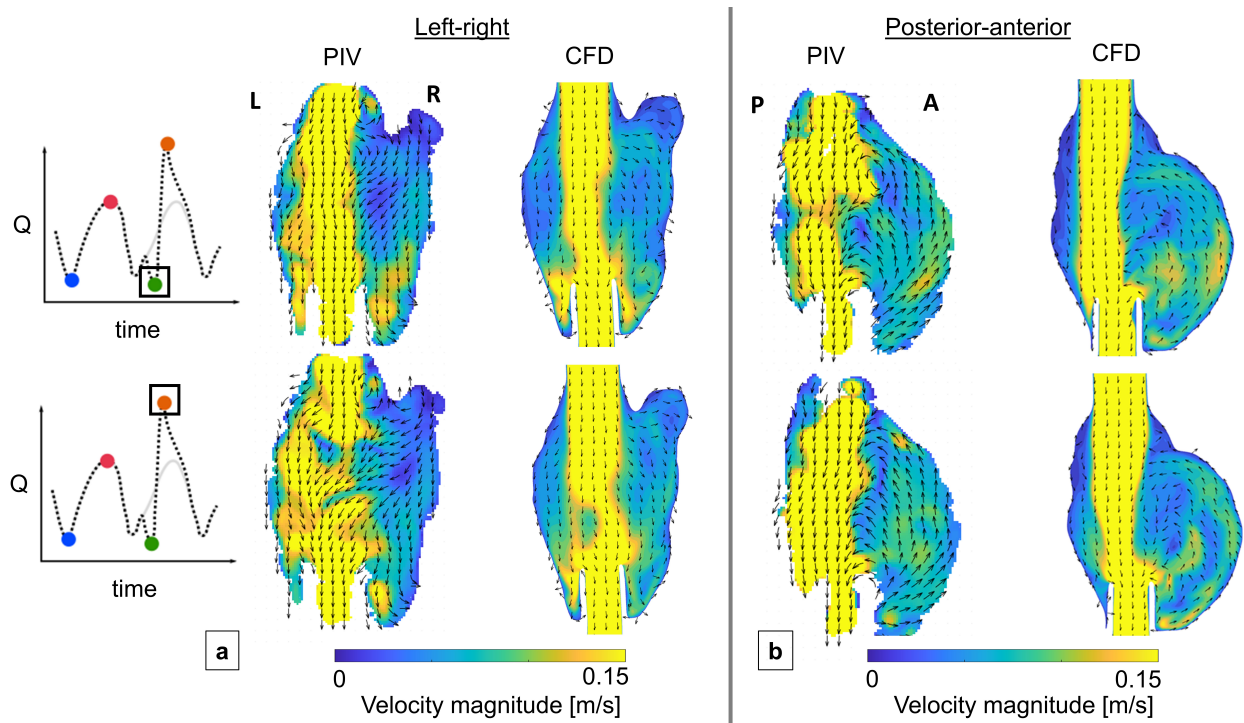 Left-right
PIV
CFD
L
R
Q
time
Q
time
a
0
0.15
Velocity magnitude [m/s]
Posterior-anterior
PIV
CFD
P
A
b
0
0.15
Velocity magnitude [m/s]